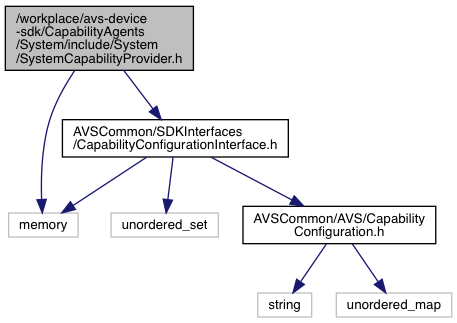 /workplace/avs-device
-sdk/CapabilityAgents
/System/include/System
/SystemCapabilityProvider.h
AVSCommon/SDKInterfaces
/CapabilityConfigurationInterface.h
memory
unordered_set
AVSCommon/AVS/Capability
Configuration.h
string
unordered_map